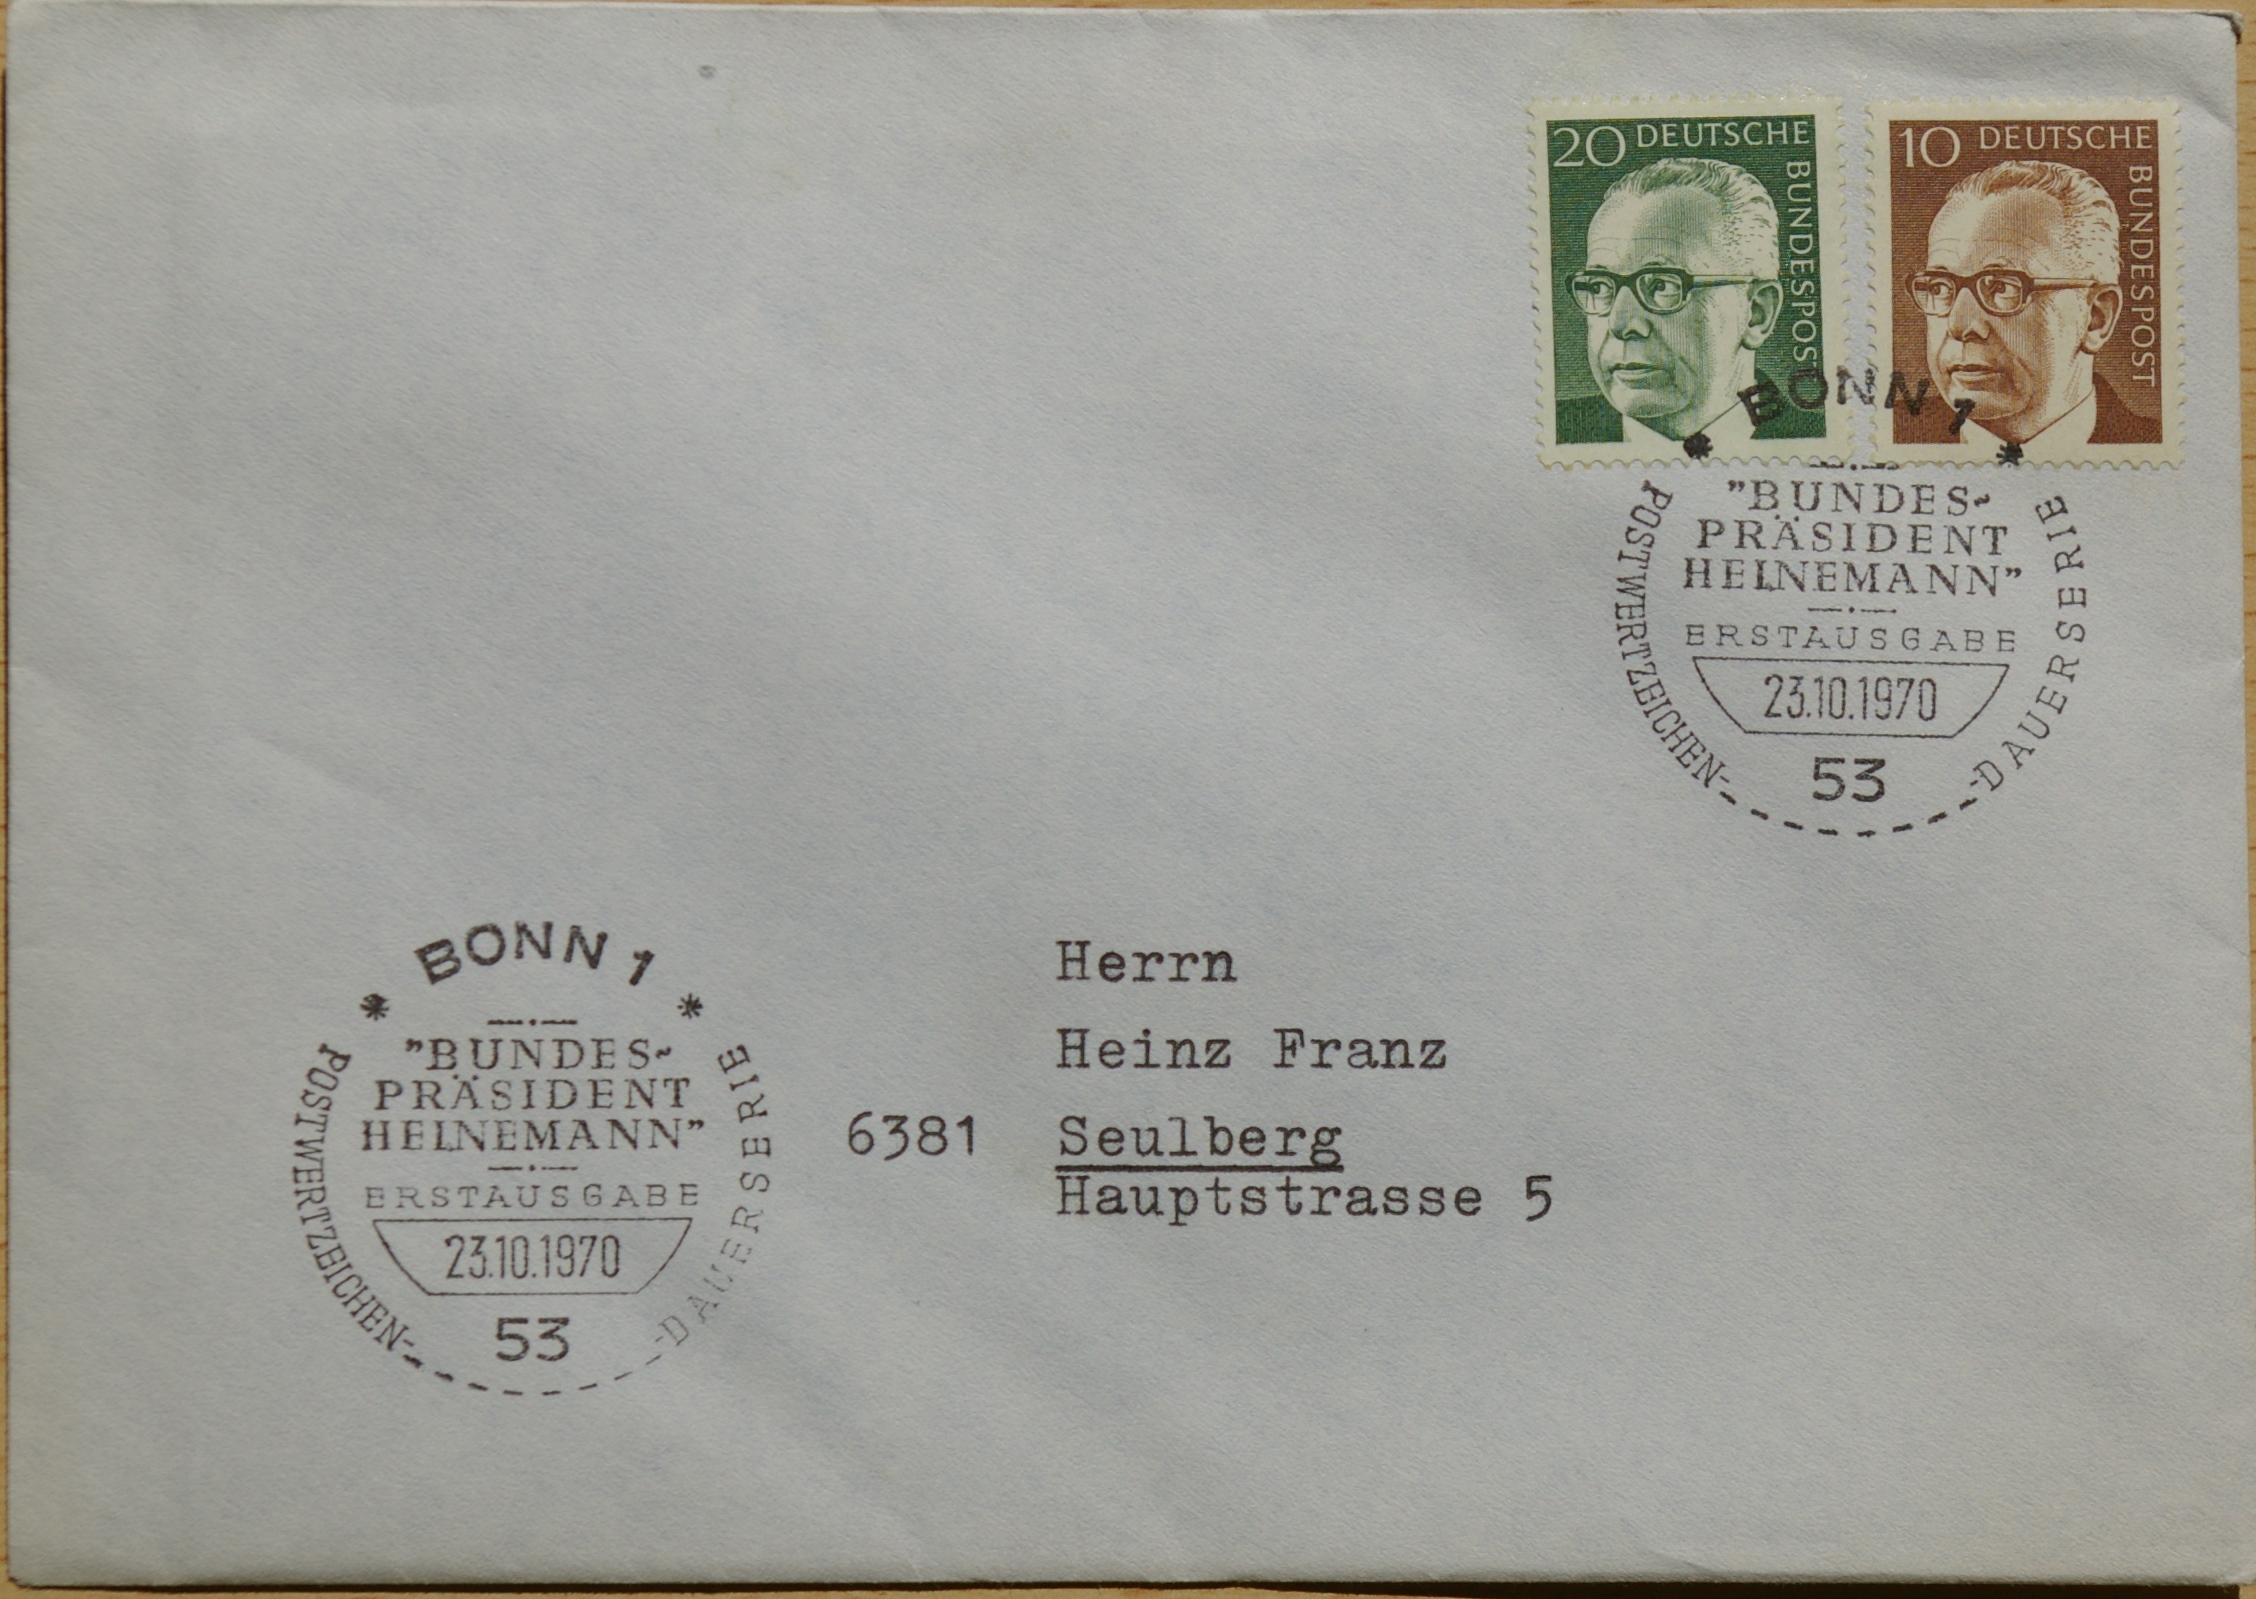 20 DEUTSCHE
BUNDESPOST
10 DEUTSCHE
BUNDESPOST
* BONN 1 *
"BUNDES-
PRÄSIDENT
HEINEMANN"
ERSTAUSGABE
23.10.1970
53
POSTWERTZEICHEN-
-DAUERSERIE
* BONN 1 *
"BUNDES-
PRÄSIDENT
HEINEMANN"
ERSTAUSGABE
23.10.1970
53
POSTWERTZEICHEN-
-DAUERSERIE
Herrn
Heinz Franz
6381 Seulberg
Hauptstrasse 5